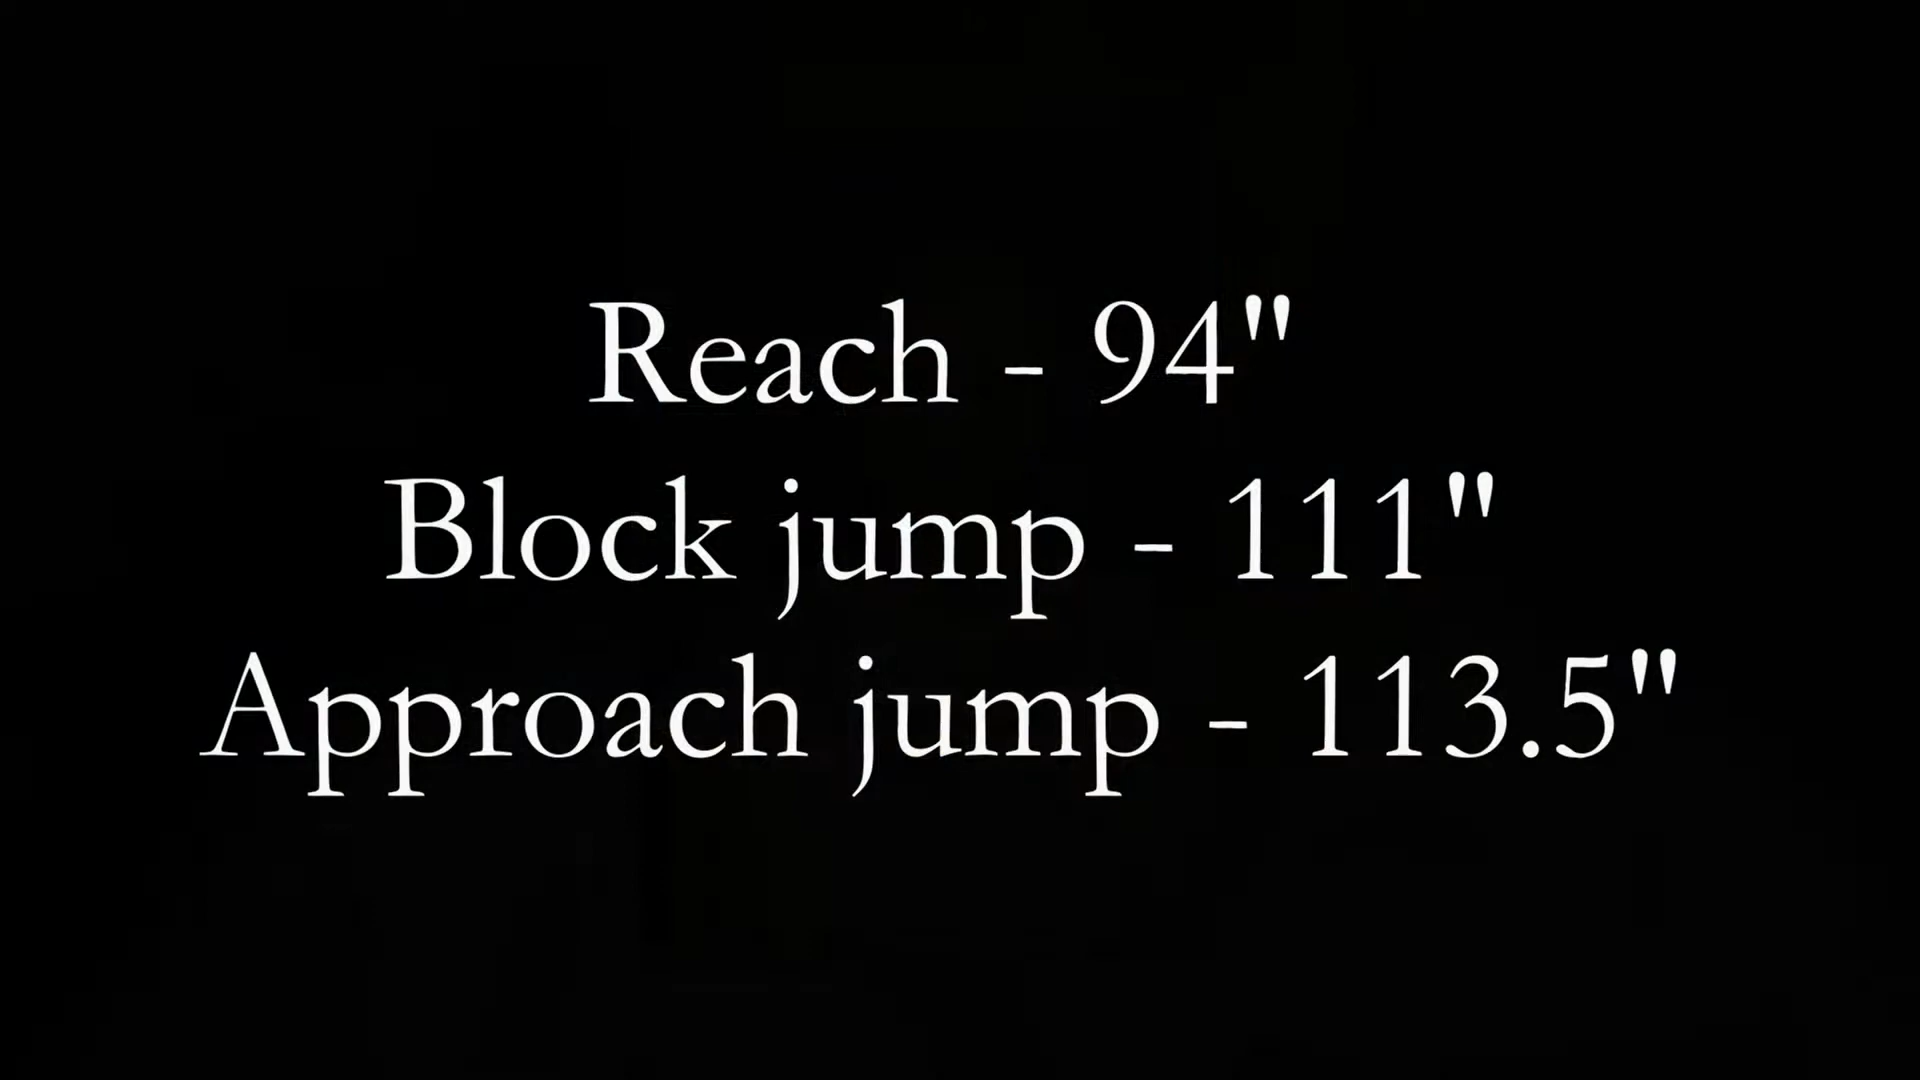 Reach - 94"
Block jump - 111"
Approach jump - 113.5"